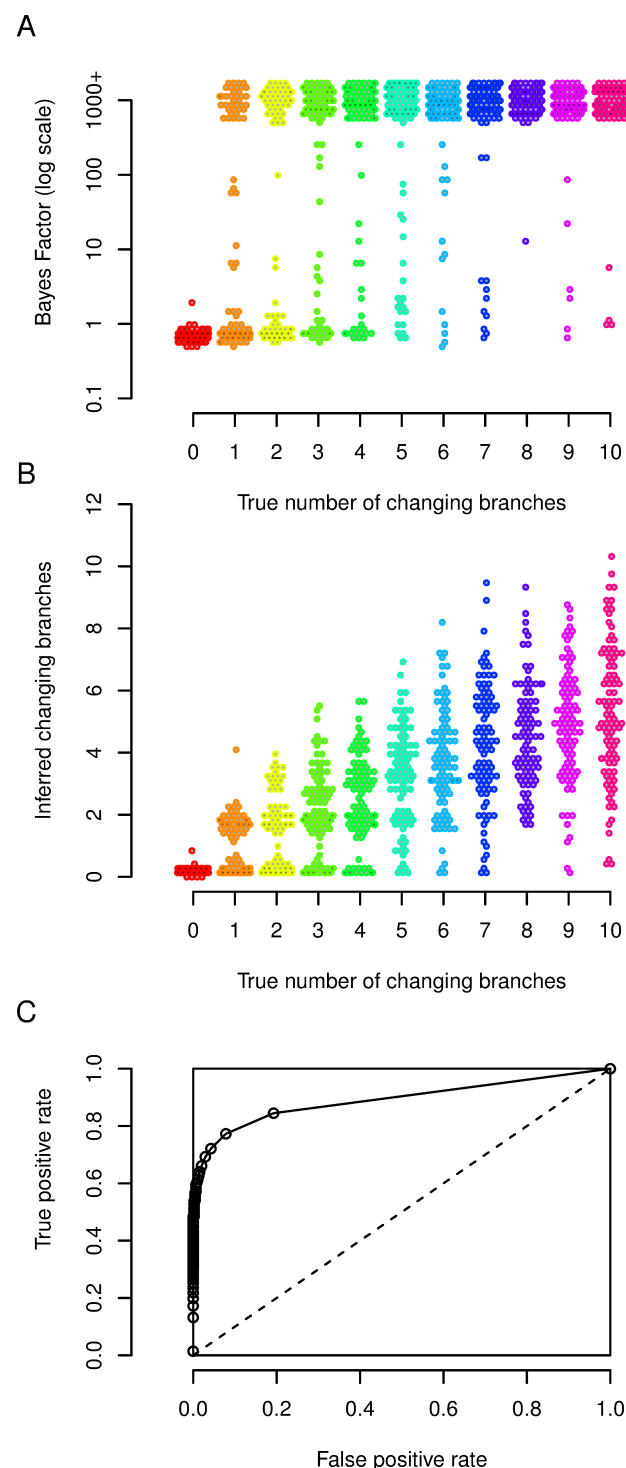 A
Bayes Factor (log scale)
1000+
100
10
1
0.1
0 1 2 3 4 5 6 7 8 9 10
True number of changing branches
B
Inferred changing branches
12
10
8
6
4
2
0
0 1 2 3 4 5 6 7 8 9 10
True number of changing branches
C
True positive rate
1.0
0.8
0.6
0.4
0.2
0.0
0.0 0.2 0.4 0.6 0.8 1.0
False positive rate